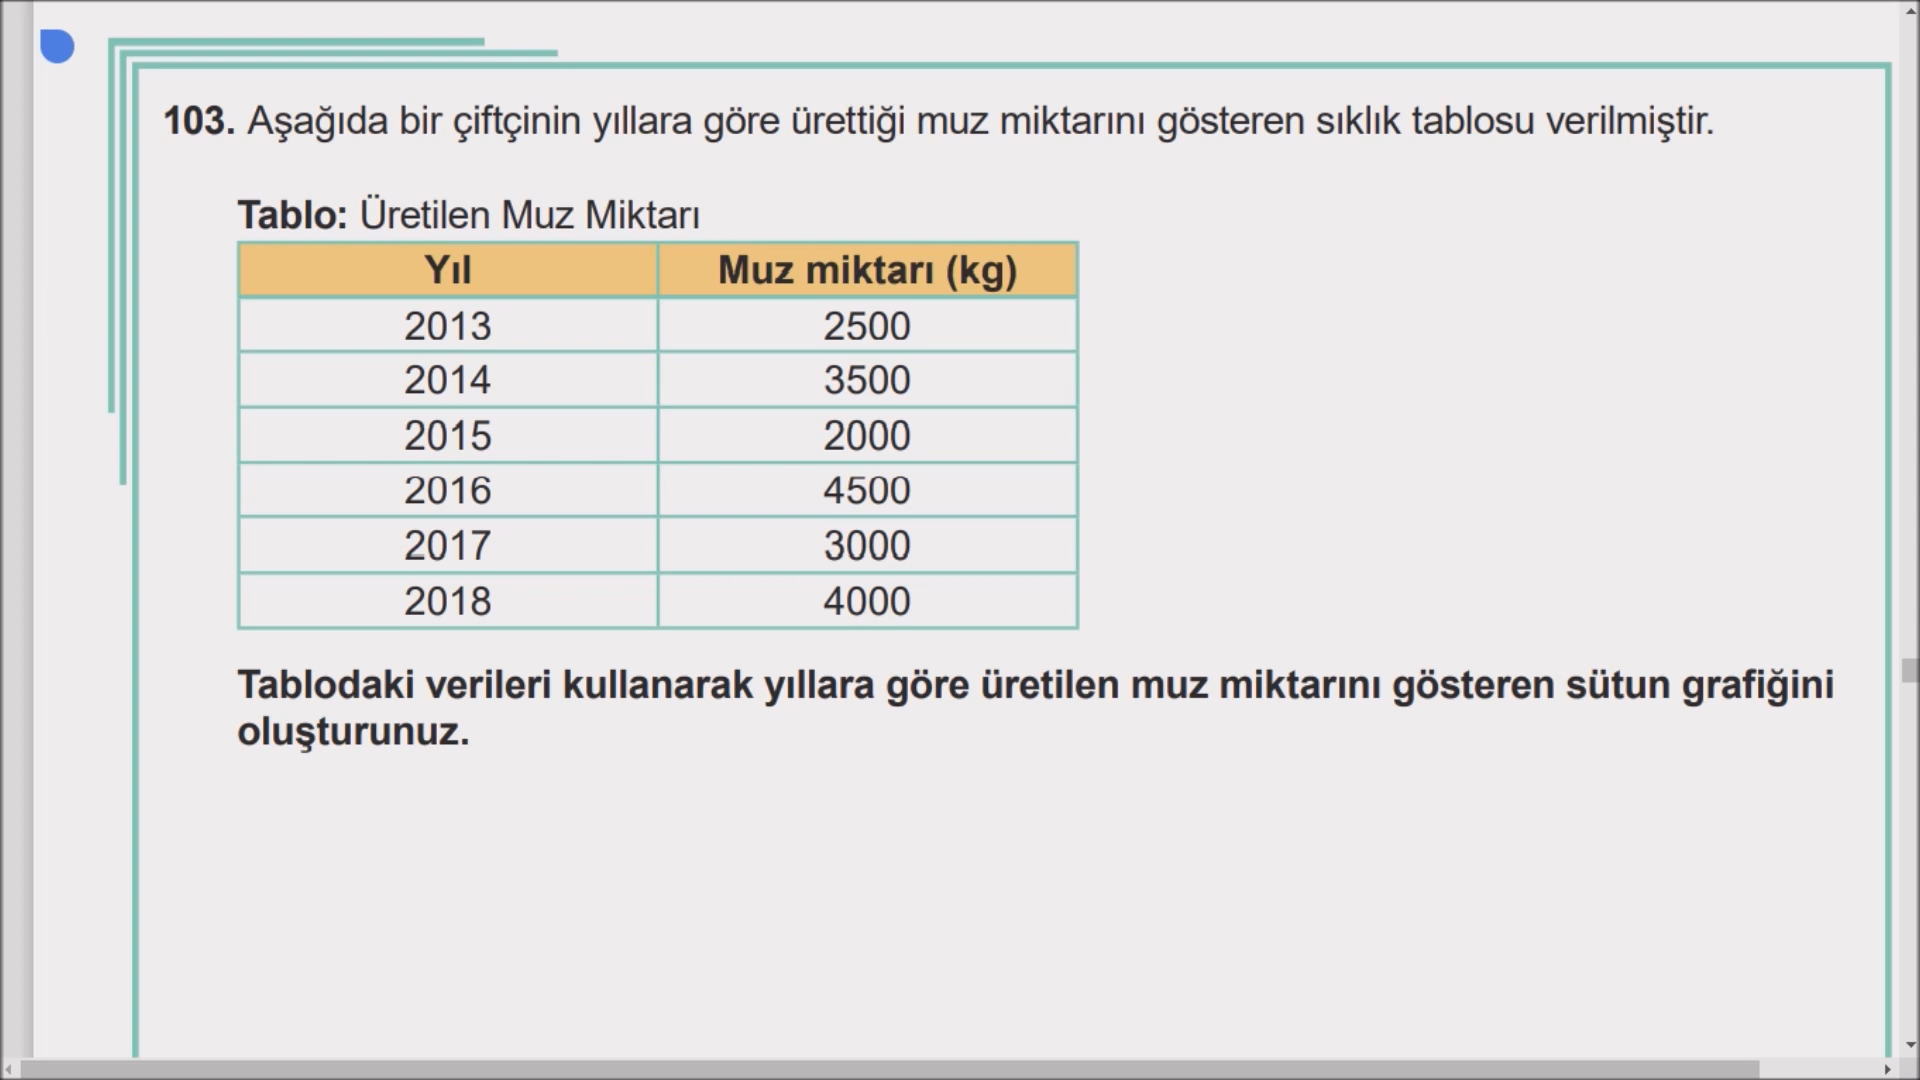 103. Aşağıda bir çiftçinin yıllara göre ürettiği muz miktarını gösteren sıklık tablosu verilmiştir.
Tablo: Üretilen Muz Miktarı
Yıl Muz miktarı (kg)
2013 2500
2014 3500
2015 2000
2016 4500
2017 3000
2018 4000
Tablodaki verileri kullanarak yıllara göre üretilen muz miktarını gösteren sütun grafiğini
oluşturunuz.